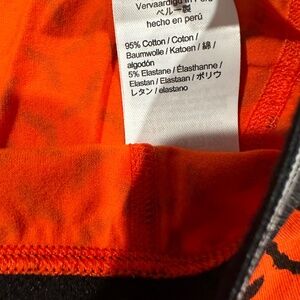 Vervaardigd in Peru
ペルー製
hecho en perú
95% Cotton / Coton /
Baumwolle / Katoen / 綿 /
algodón
5% Elastane / Élasthanne /
Elastan / Elastaan / ポリウ
レタン / elastano